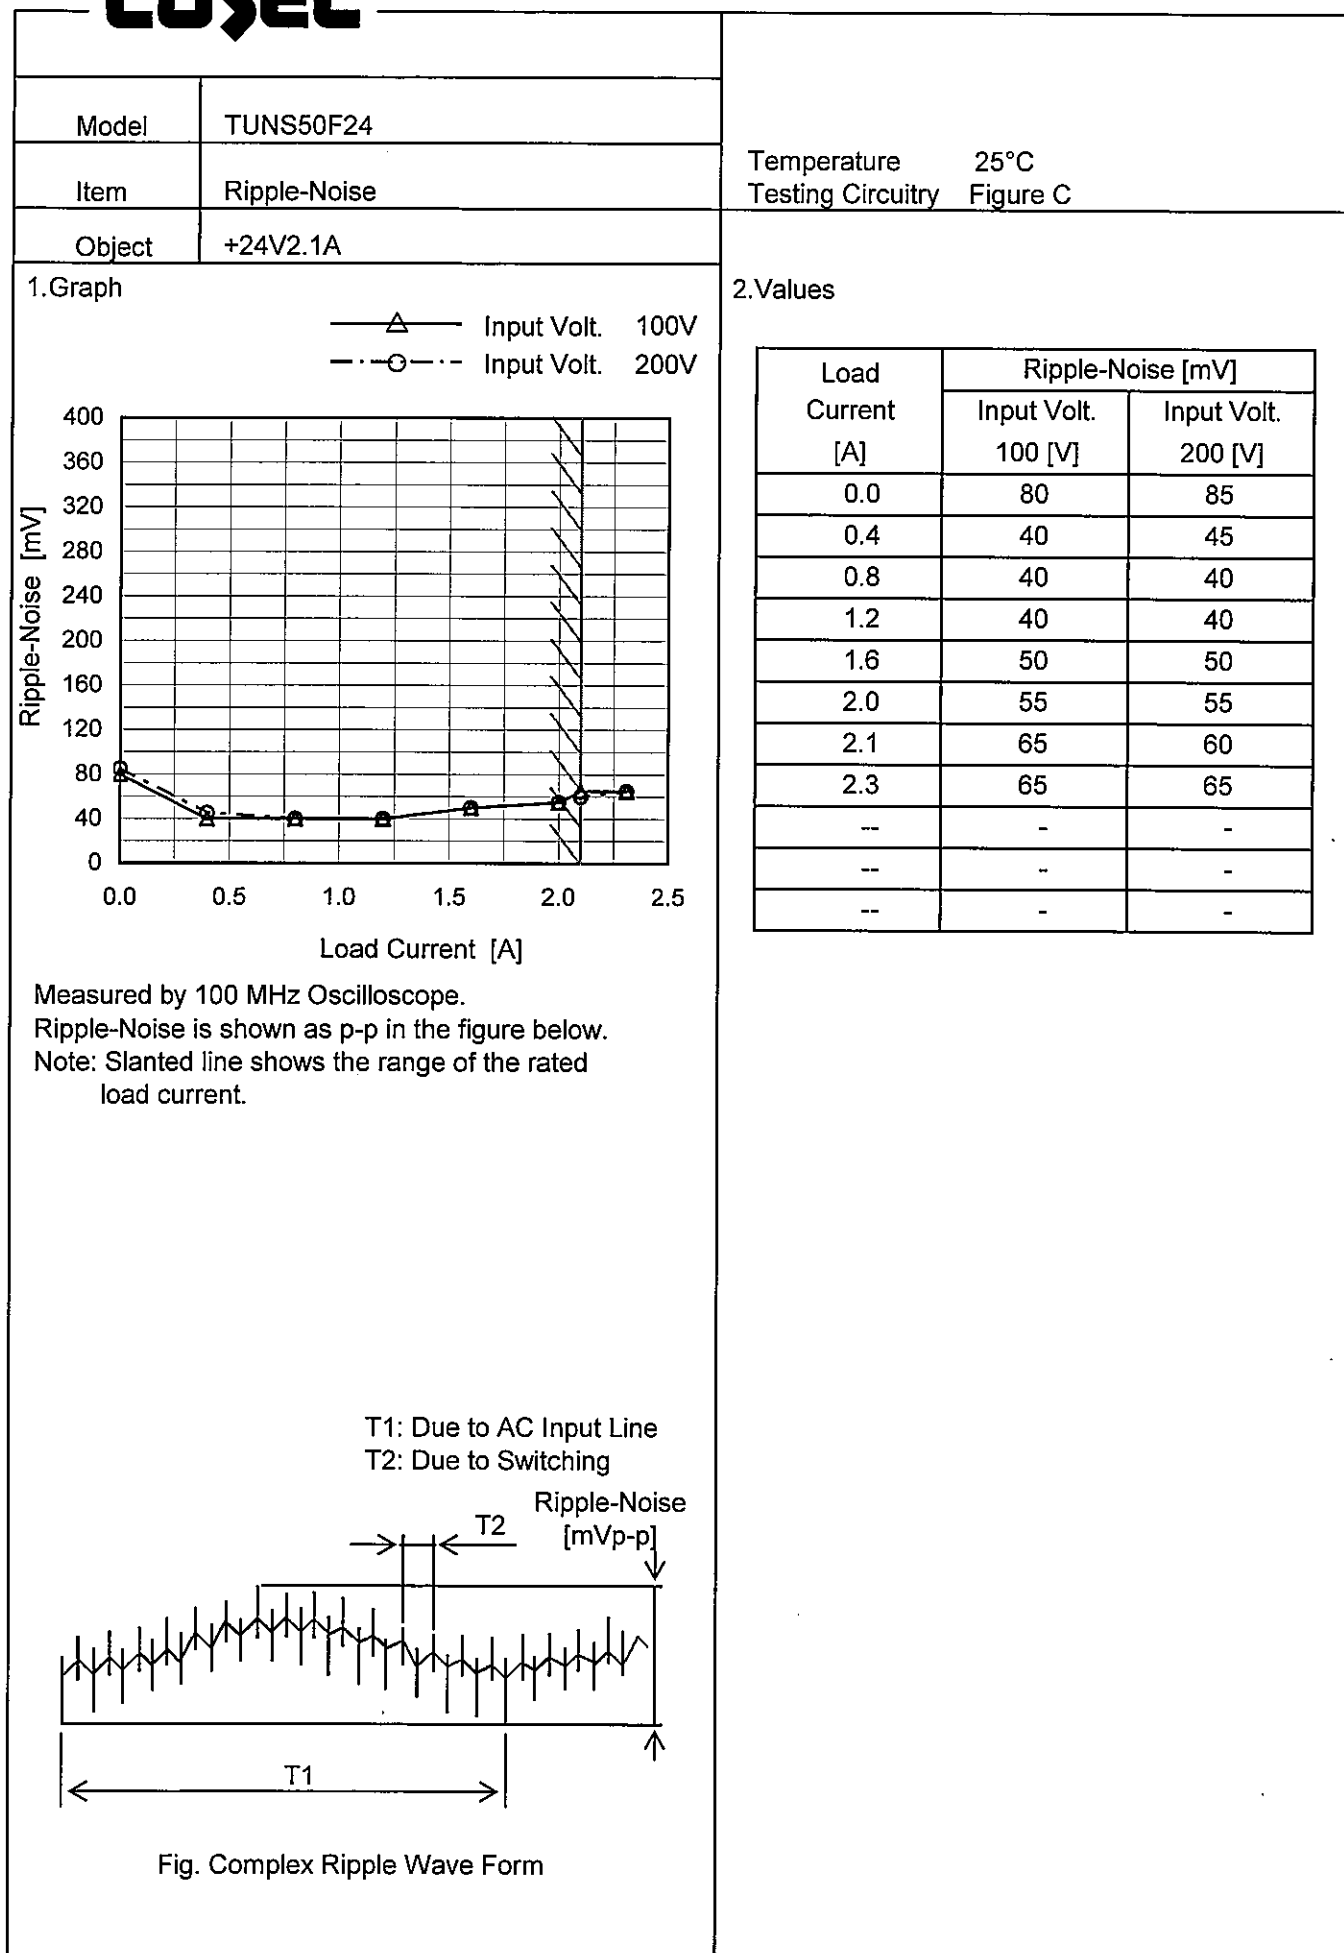 COSEL
Model TUNS50F24
Item Ripple-Noise
Object +24V2.1A
Temperature 25°C
Testing Circuitry Figure C
1.Graph
Input Volt. 100V
Input Volt. 200V
400
360
320
280
240
200
160
120
80
40
0
Ripple-Noise [mV]
0.0 0.5 1.0 1.5 2.0 2.5
Load Current [A]
Measured by 100 MHz Oscilloscope.
Ripple-Noise is shown as p-p in the figure below.
Note: Slanted line shows the range of the rated
load current.
T1: Due to AC Input Line
T2: Due to Switching
Ripple-Noise
[mVp-p]
T2
T1
Fig. Complex Ripple Wave Form
2.Values
Load Ripple-Noise [mV]
Current Input Volt. Input Volt.
[A] 100 [V] 200 [V]
0.0 80 85
0.4 40 45
0.8 40 40
1.2 40 40
1.6 50 50
2.0 55 55
2.1 65 60
2.3 65 65
-- - -
-- - -
-- - -